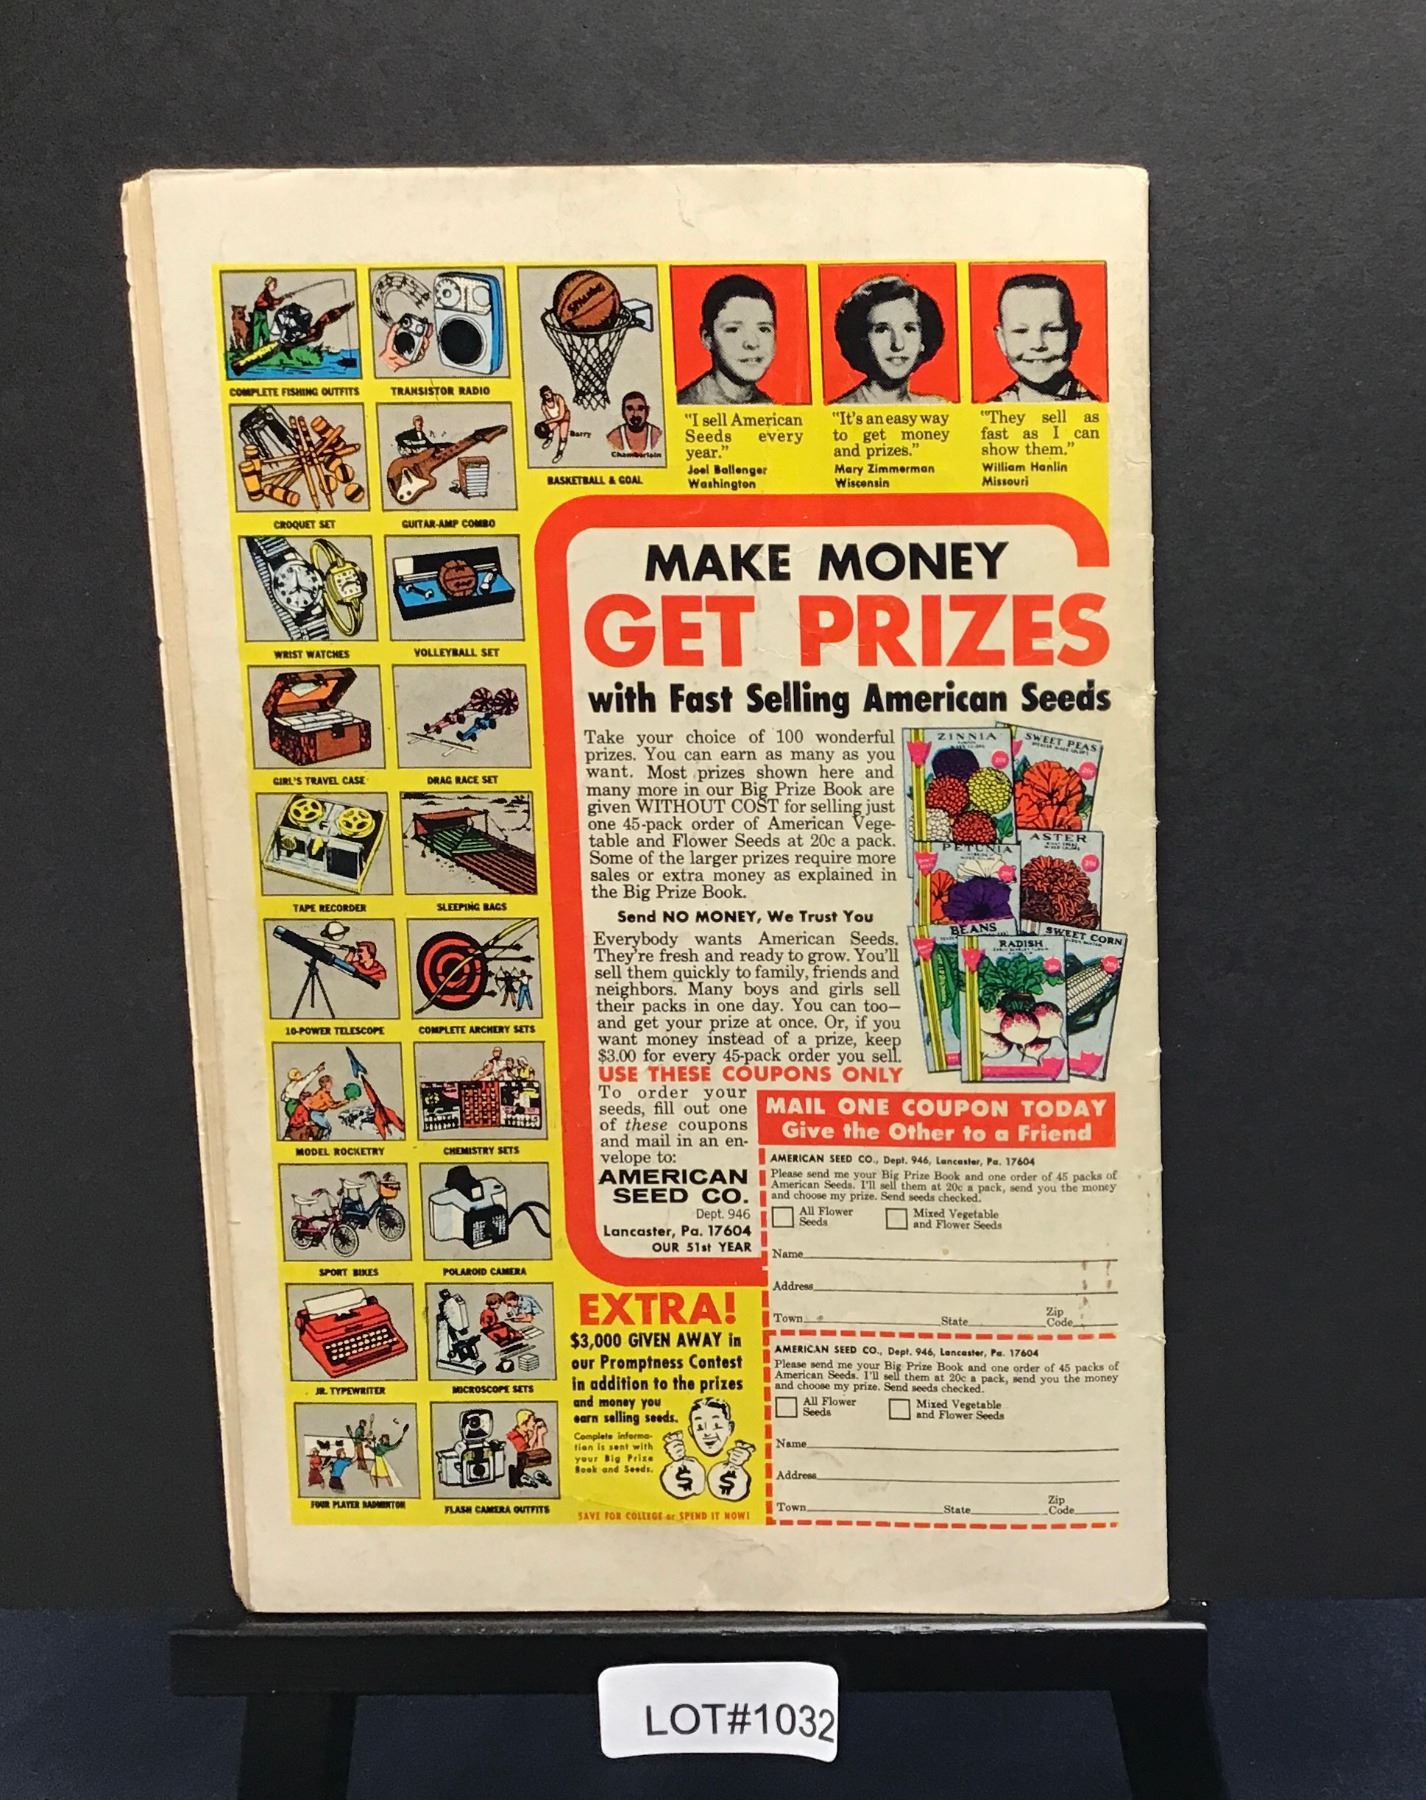 COMPLETE FISHING OUTFITS
TRANSISTOR RADIO
SPALDING
Barry
Chamberlain
BASKETBALL & GOAL
"I sell American
Seeds every
year."
Joel Ballenger
Washington
"It's an easy way
to get money
and prizes."
Mary Zimmerman
Wisconsin
"They sell as
fast as I can
show them."
William Hanlin
Missouri
CROQUET SET
GUITAR-AMP COMBO
WRIST WATCHES
VOLLEYBALL SET
GIRL'S TRAVEL CASE
DRAG RACE SET
TAPE RECORDER
SLEEPING BAGS
10-POWER TELESCOPE
COMPLETE ARCHERY SETS
MODEL ROCKETRY
CHEMISTRY SETS
SPORT BIKES
POLAROID CAMERA
JR. TYPEWRITER
MICROSCOPE SETS
FOUR PLAYER BADMINTON
FLASH CAMERA OUTFITS
MAKE MONEY
GET PRIZES
with Fast Selling American Seeds
Take your choice of 100 wonderful
prizes. You can earn as many as you
want. Most prizes shown here and
many more in our Big Prize Book are
given WITHOUT COST for selling just
one 45-pack order of American Vege-
table and Flower Seeds at 20c a pack.
Some of the larger prizes require more
sales or extra money as explained in
the Big Prize Book.
Send NO MONEY, We Trust You
Everybody wants American Seeds.
They're fresh and ready to grow. You'll
sell them quickly to family, friends and
neighbors. Many boys and girls sell
their packs in one day. You can too—
and get your prize at once. Or, if you
want money instead of a prize, keep
$3.00 for every 45-pack order you sell.
USE THESE COUPONS ONLY
To order your
seeds, fill out one
of these coupons
and mail in an en-
velope to:
AMERICAN
SEED CO.
Dept. 946
Lancaster, Pa. 17604
OUR 51st YEAR
ZINNIA
SWEET PEAS
PETUNIA
ASTER
BEANS
RADISH
SWEET CORN
MAIL ONE COUPON TODAY
Give the Other to a Friend
AMERICAN SEED CO., Dept. 946, Lancaster, Pa. 17604
Please send me your Big Prize Book and one order of 45 packs of
American Seeds. I'll sell them at 20c a pack, send you the money
and choose my prize. Send seeds checked.
All Flower
Seeds
Mixed Vegetable
and Flower Seeds
Name
Address
Town State Zip
Code
AMERICAN SEED CO., Dept. 946, Lancaster, Pa. 17604
Please send me your Big Prize Book and one order of 45 packs of
American Seeds. I'll sell them at 20c a pack, send you the money
and choose my prize. Send seeds checked.
All Flower
Seeds
Mixed Vegetable
and Flower Seeds
Name
Address
Town State Zip
Code
EXTRA!
$3,000 GIVEN AWAY in
our Promptness Contest
in addition to the prizes
and money you
earn selling seeds.
Complete informa-
tion is sent with
your Big Prize
Book and Seeds.
$ $
SAVE FOR COLLEGE or SPEND IT NOW!
LOT#1032